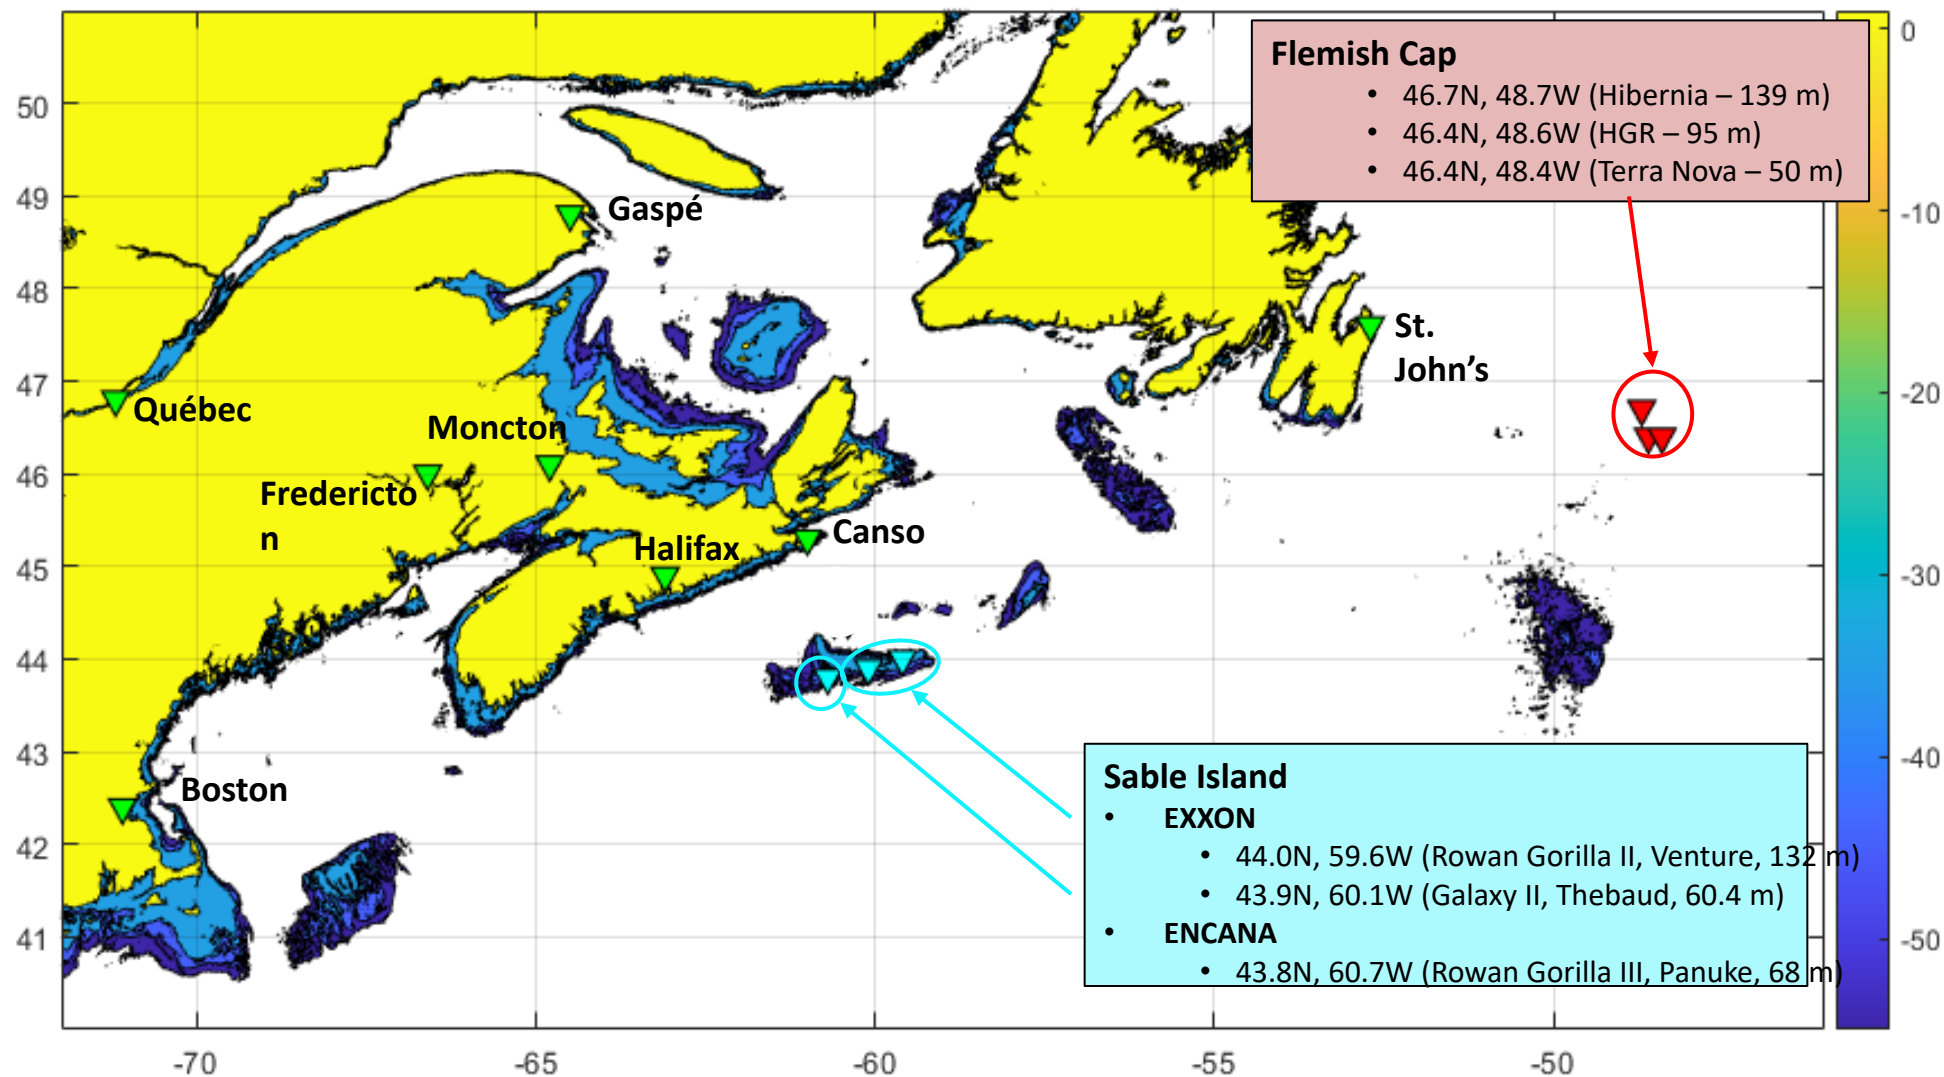 Flemish Cap
• 46.7N, 48.7W (Hibernia – 139 m)
• 46.4N, 48.6W (HGR – 95 m)
• 46.4N, 48.4W (Terra Nova – 50 m)
Gaspé
St.
John’s
Québec
Moncton
Fredericto
n
Halifax
Canso
Boston
Sable Island
• EXXON
• 44.0N, 59.6W (Rowan Gorilla II, Venture, 132 m)
• 43.9N, 60.1W (Galaxy II, Thebaud, 60.4 m)
• ENCANA
• 43.8N, 60.7W (Rowan Gorilla III, Panuke, 68 m)
50
49
48
47
46
45
44
43
42
41
-70
-65
-60
-55
-50
0
-10
-20
-30
-40
-50